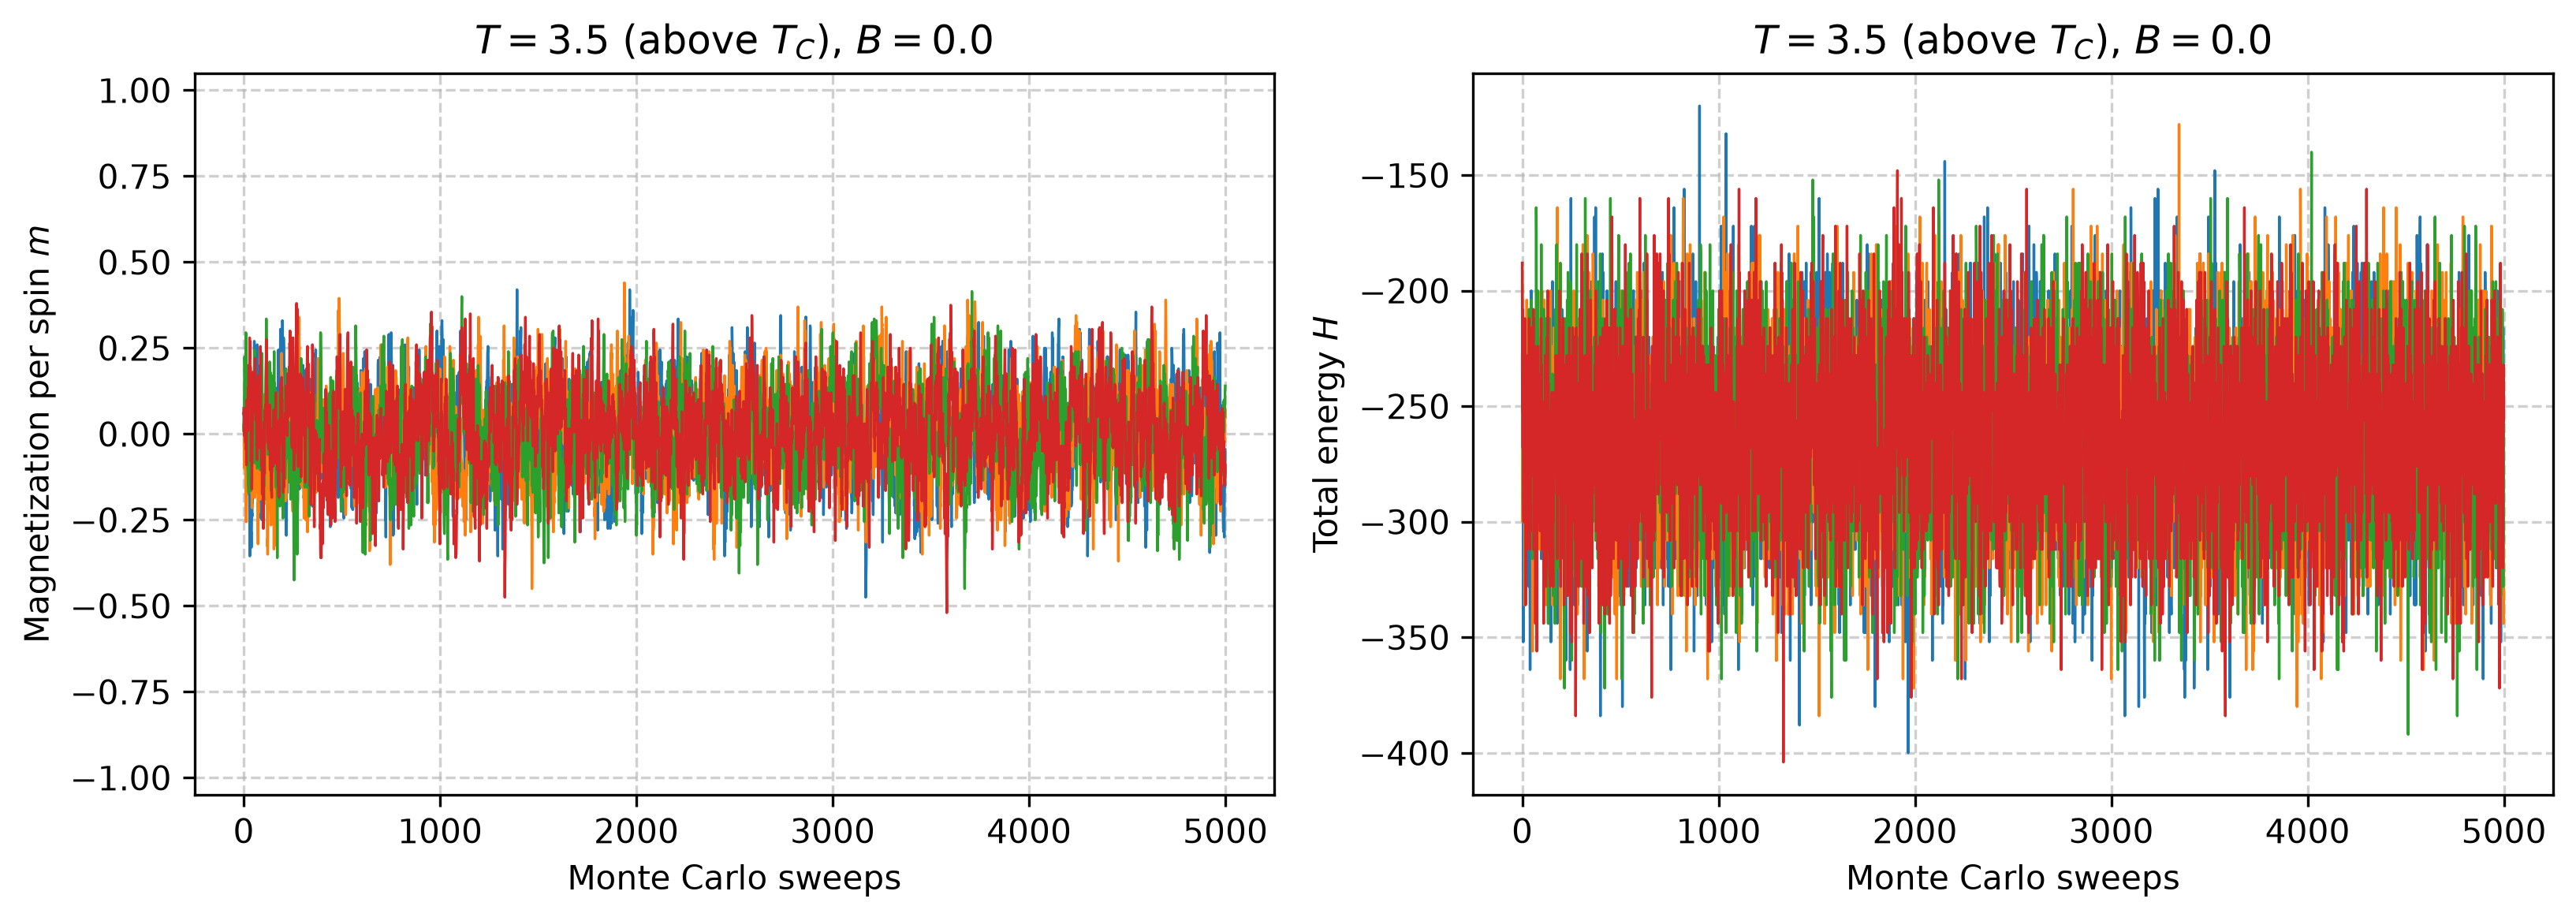 T = 3.5 (above T_C), B = 0.0
1.00
0.75
0.50
0.25
0.00
−0.25
−0.50
−0.75
−1.00
Magnetization per spin m
0 1000 2000 3000 4000 5000
Monte Carlo sweeps
T = 3.5 (above T_C), B = 0.0
−150
−200
−250
−300
−350
−400
Total energy H
0 1000 2000 3000 4000 5000
Monte Carlo sweeps